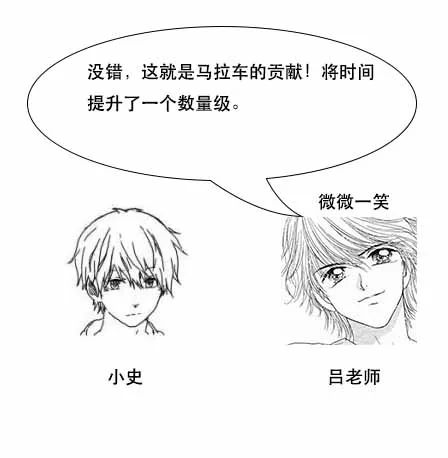 没错，这就是马拉车的贡献！将时间
提升了一个数量级。
微微一笑
小史
吕老师